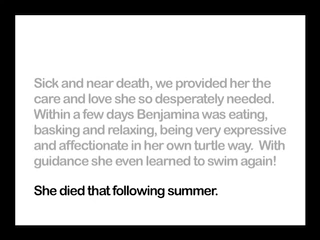 Sick and near death, we provided her the
care and love she so desperately needed.
Within a few days Benjamina was eating,
basking and relaxing, being very expressive
and affectionate in her own turtle way.  With
guidance she even learned to swim again!

She died that following summer.